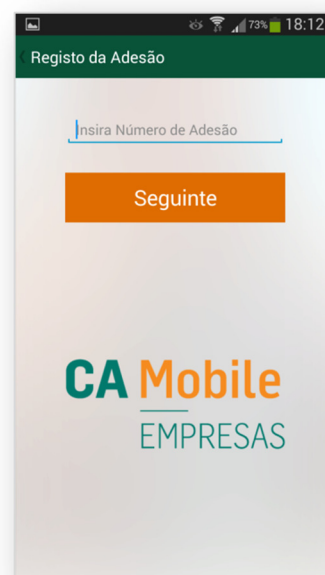 73% 18:12
Registo da Adesão
Insira Número de Adesão
Seguinte
CA Mobile
EMPRESAS